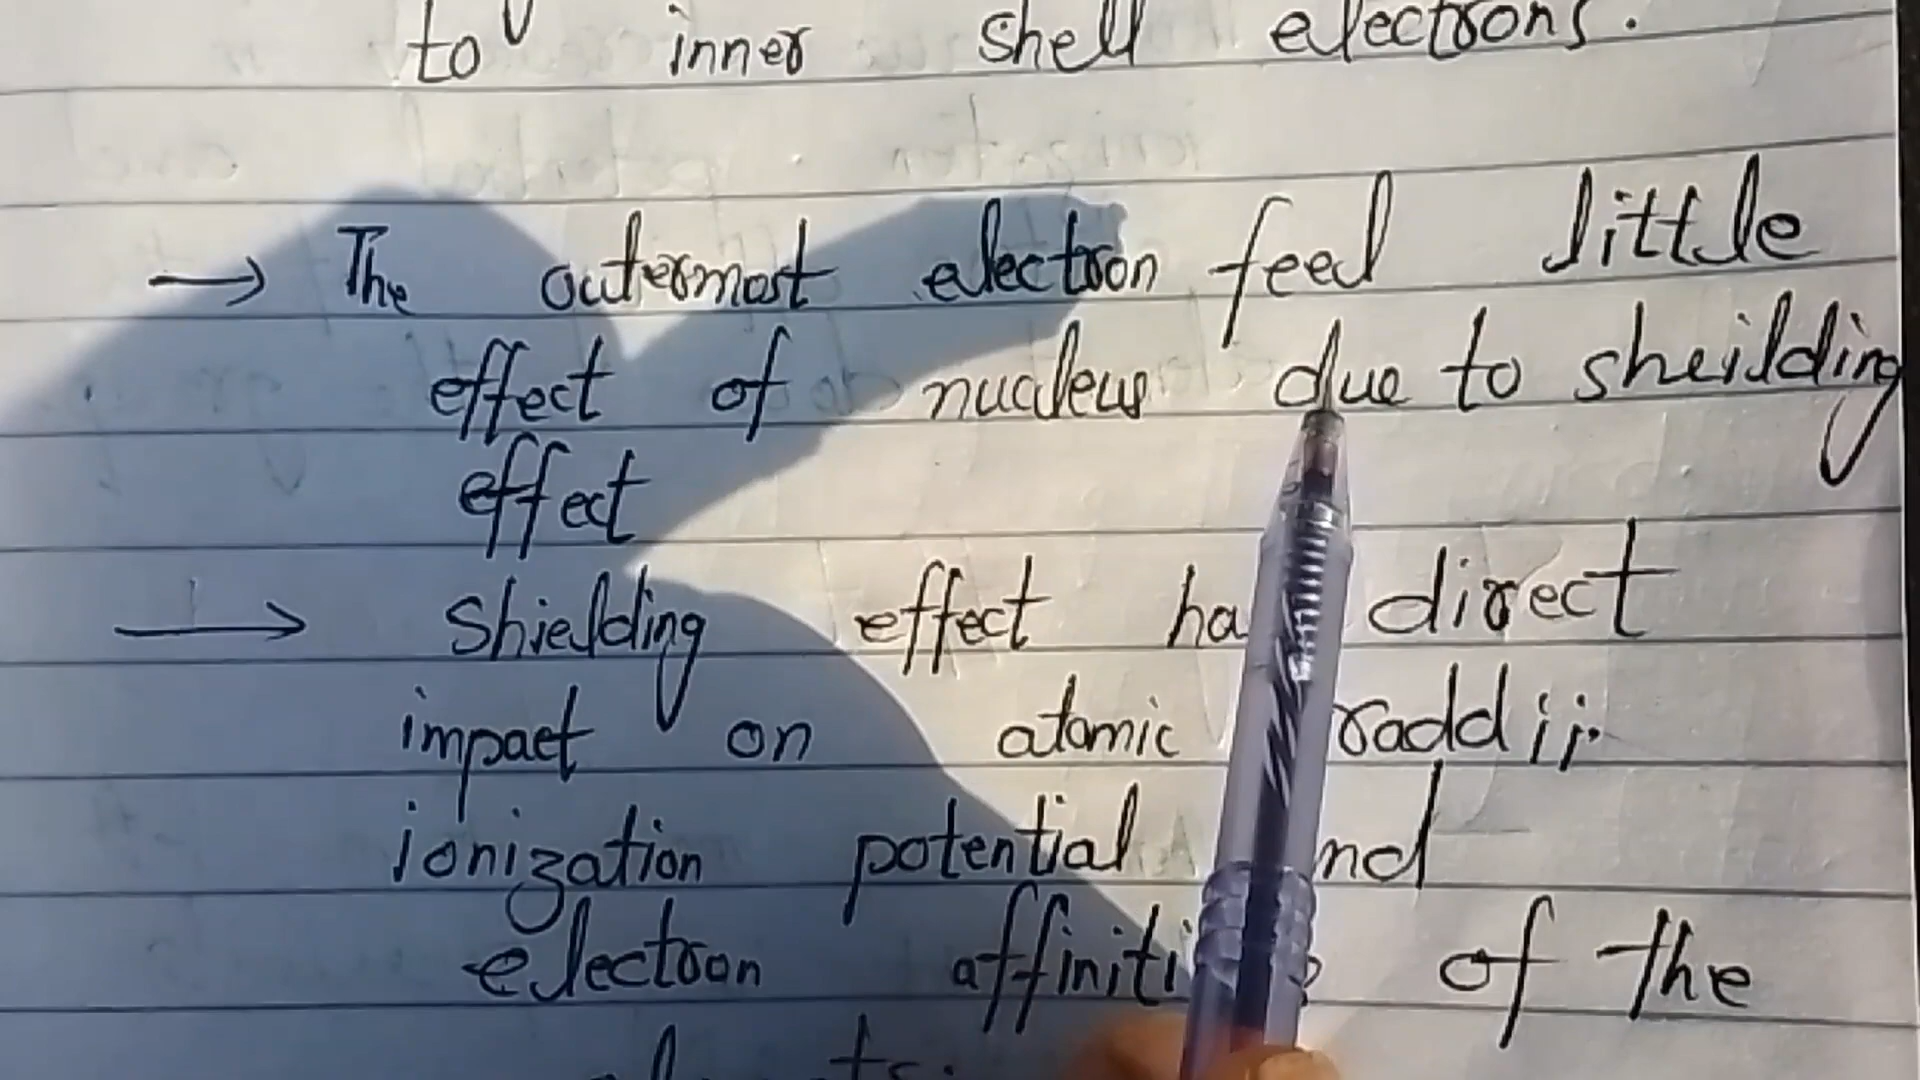 to inner shell electrons.
→ The outermost electron feel little
effect of nucleus due to sheilding
effect
→ Shielding effect ha direct
impact on atomic raddii
ionization potential nd
electron affiniti of the